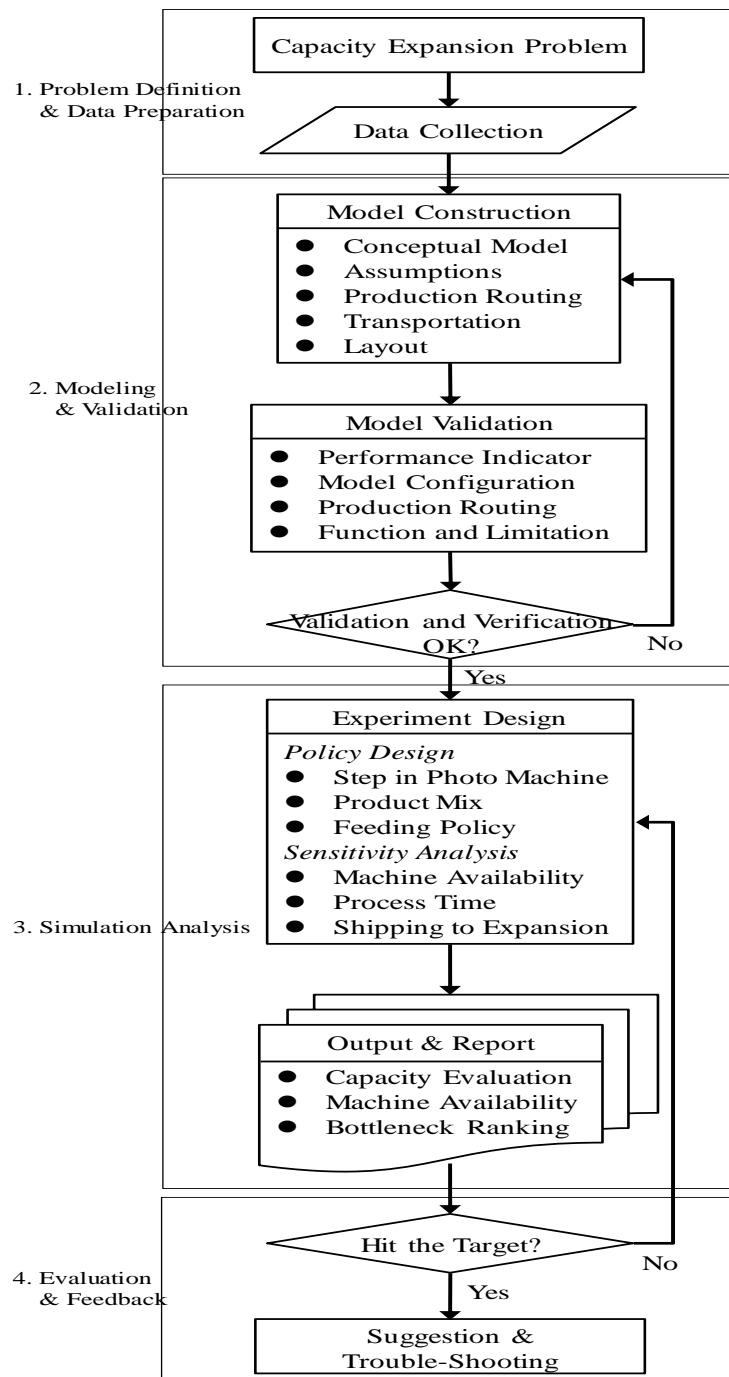 Capacity Expansion Problem
1. Problem Definition
& Data Preparation
Data Collection
Model Construction
● Conceptual Model
● Assumptions
● Production Routing
● Transportation
● Layout
2. Modeling
& Validation
Model Validation
● Performance Indicator
● Model Configuration
● Production Routing
● Function and Limitation
Validation and Verification
OK?
No
Yes
Experiment Design
Policy Design
● Step in Photo Machine
● Product Mix
● Feeding Policy
Sensitivity Analysis
● Machine Availability
● Process Time
● Shipping to Expansion
3. Simulation Analysis
Output & Report
● Capacity Evaluation
● Machine Availability
● Bottleneck Ranking
Hit the Target?
No
4. Evaluation
& Feedback
Yes
Suggestion &
Trouble-Shooting